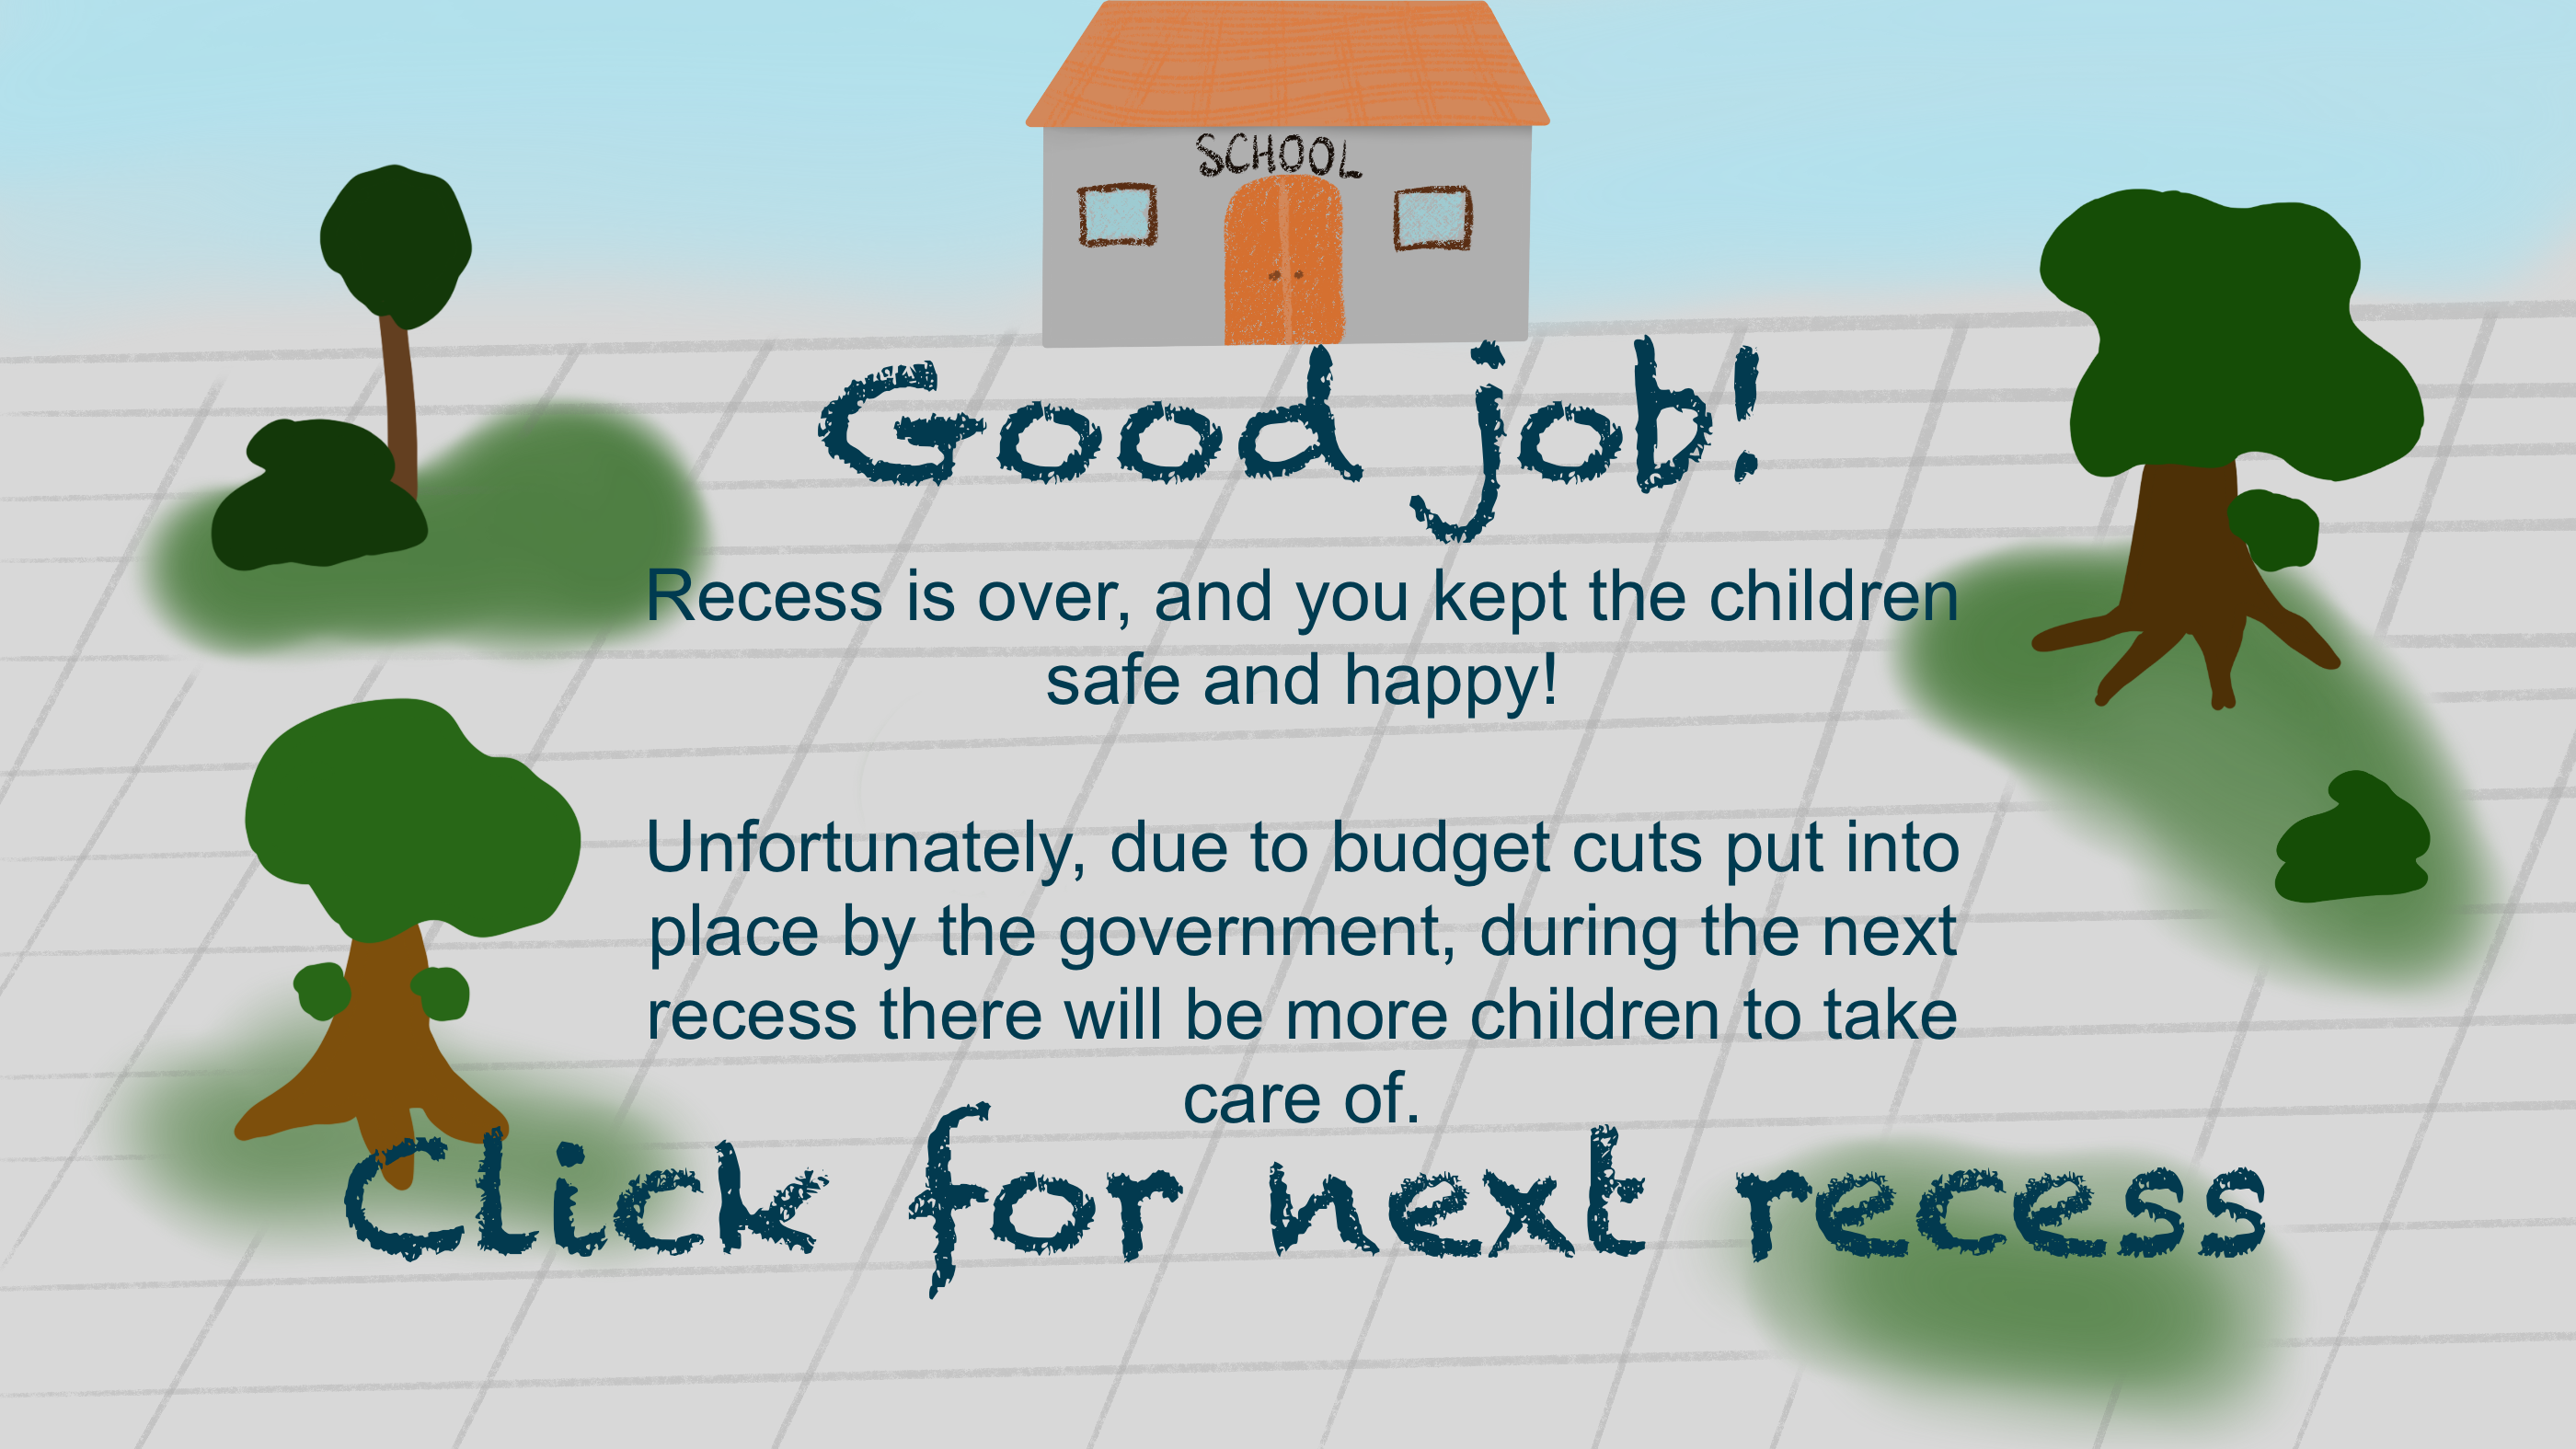 SCHOOL
Good job!
Recess is over, and you kept the children
safe and happy!
Unfortunately, due to budget cuts put into
place by the government, during the next
recess there will be more children to take
care of.
Click for next recess